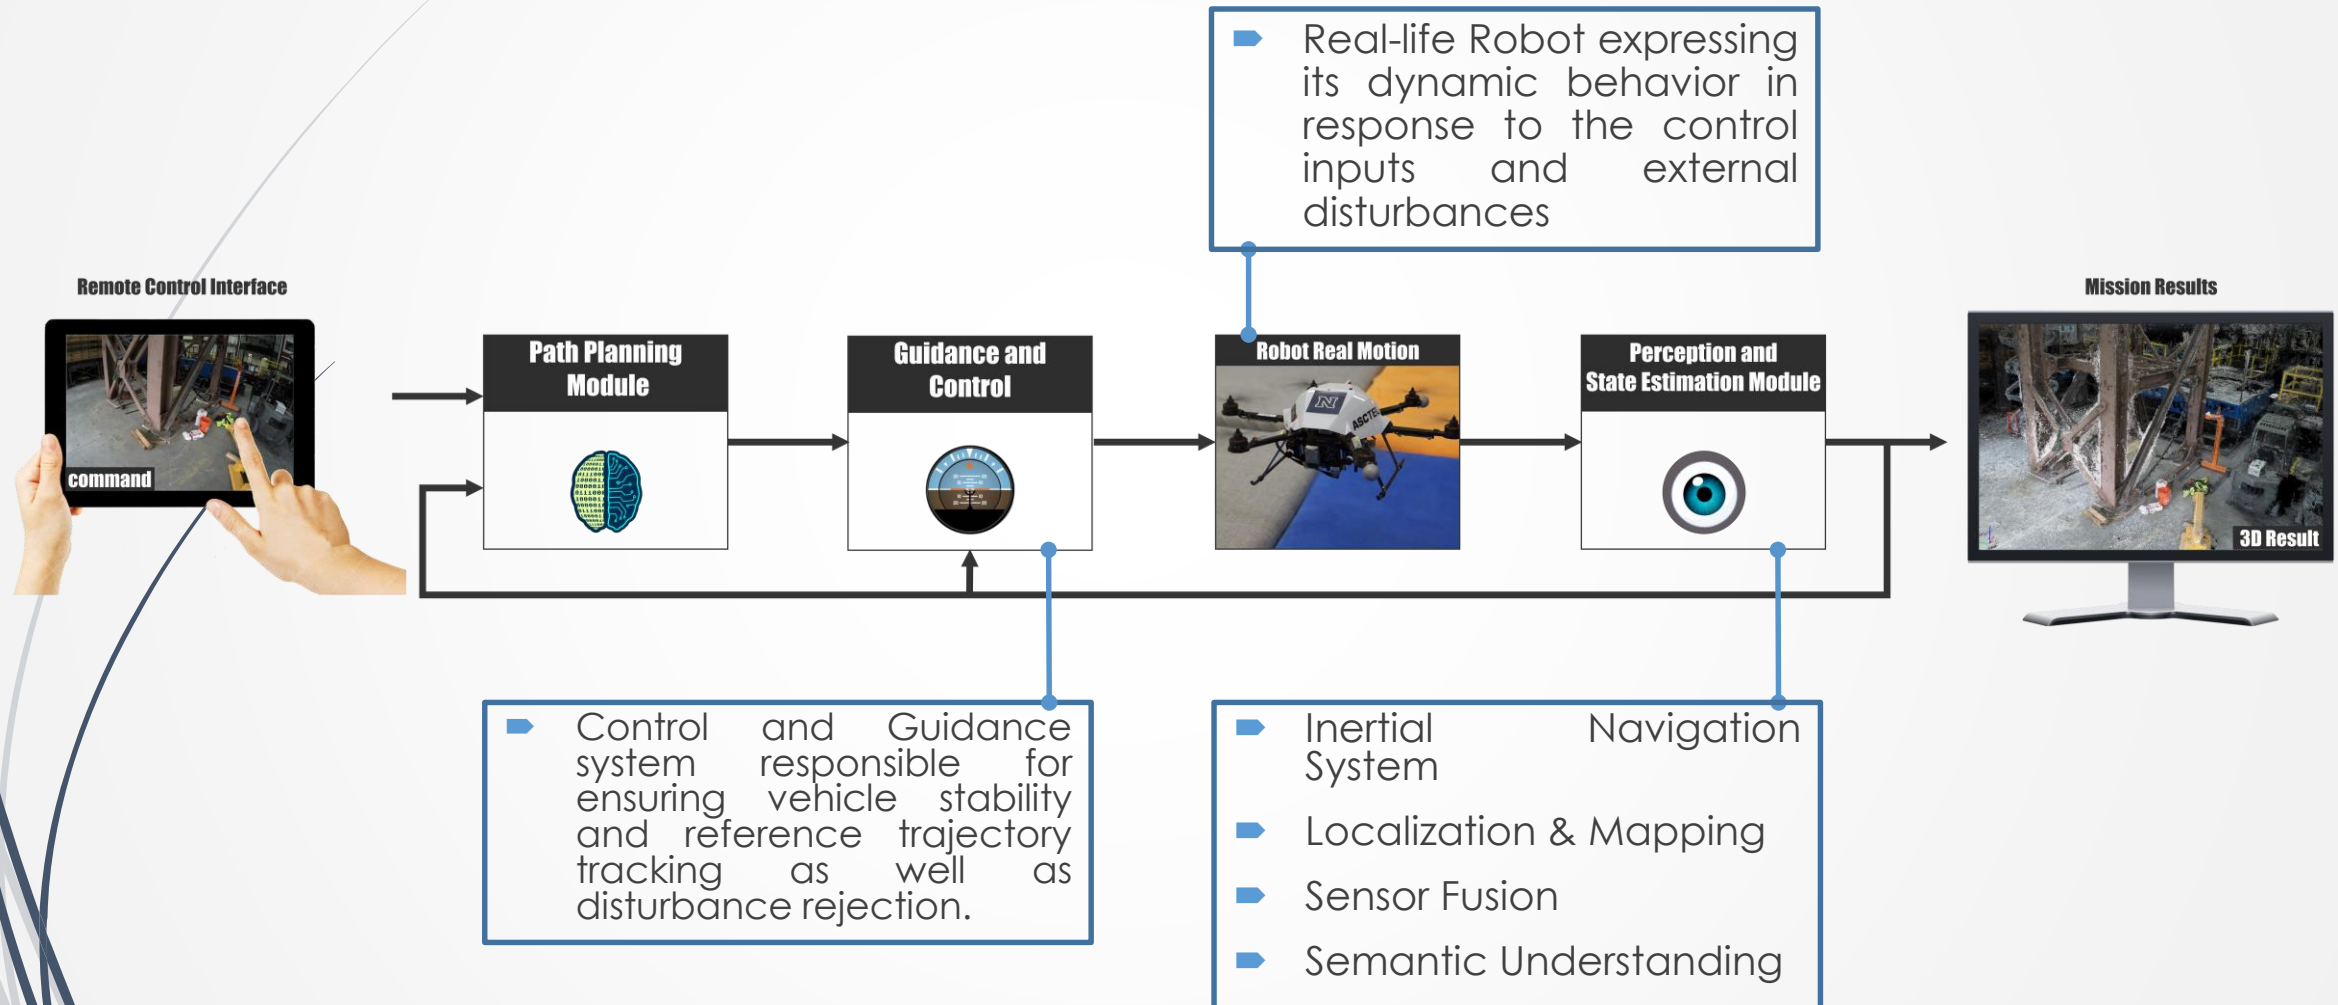 Real-life Robot expressing
its dynamic behavior in
response to the control
inputs and external
disturbances
Remote Control Interface
command
Path Planning
Module
Guidance and
Control
Robot Real Motion
N
ASCTEC
Perception and
State Estimation Module
Mission Results
3D Result
Control and Guidance
system responsible for
ensuring vehicle stability
and reference trajectory
tracking as well as
disturbance rejection.
Inertial Navigation
System
Localization & Mapping
Sensor Fusion
Semantic Understanding